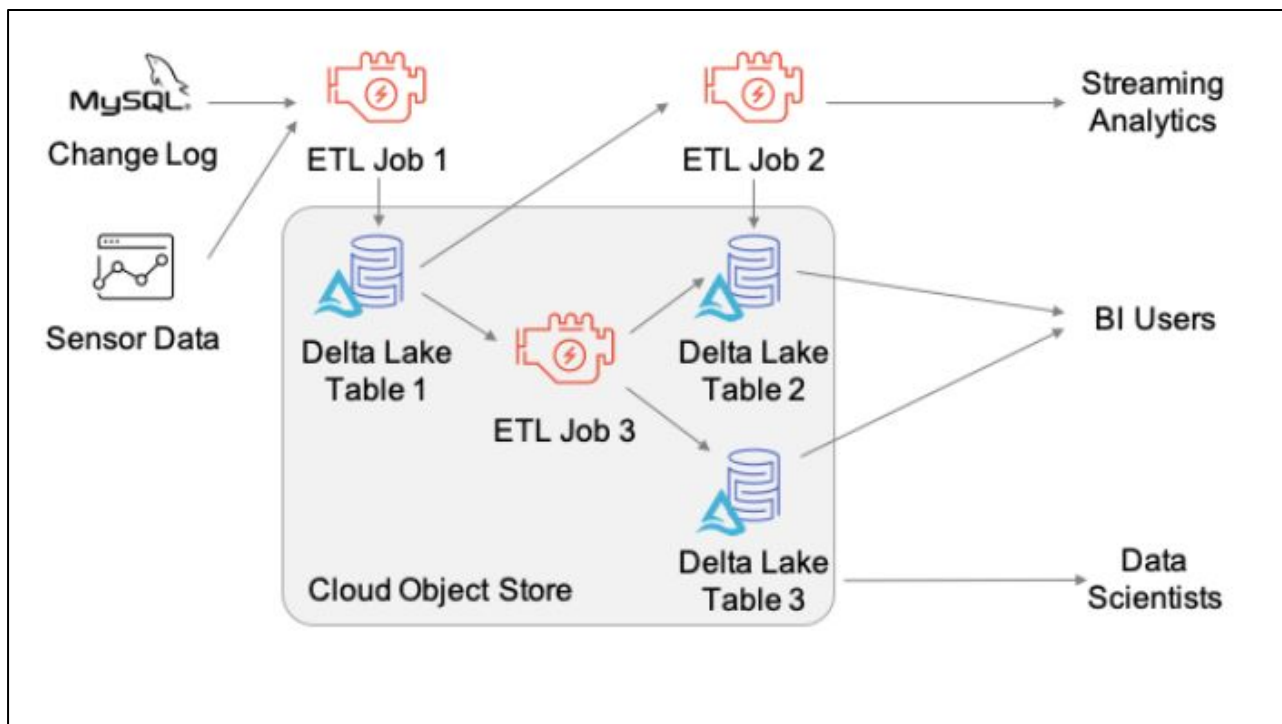 MySQL®
Change Log
Sensor Data
ETL Job 1
ETL Job 2
Streaming
Analytics
Delta Lake
Table 1
ETL Job 3
Delta Lake
Table 2
BI Users
Delta Lake
Table 3
Cloud Object Store
Data
Scientists